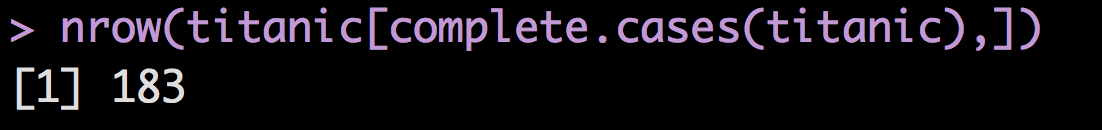 > nrow(titanic[complete.cases(titanic),])
[1] 183